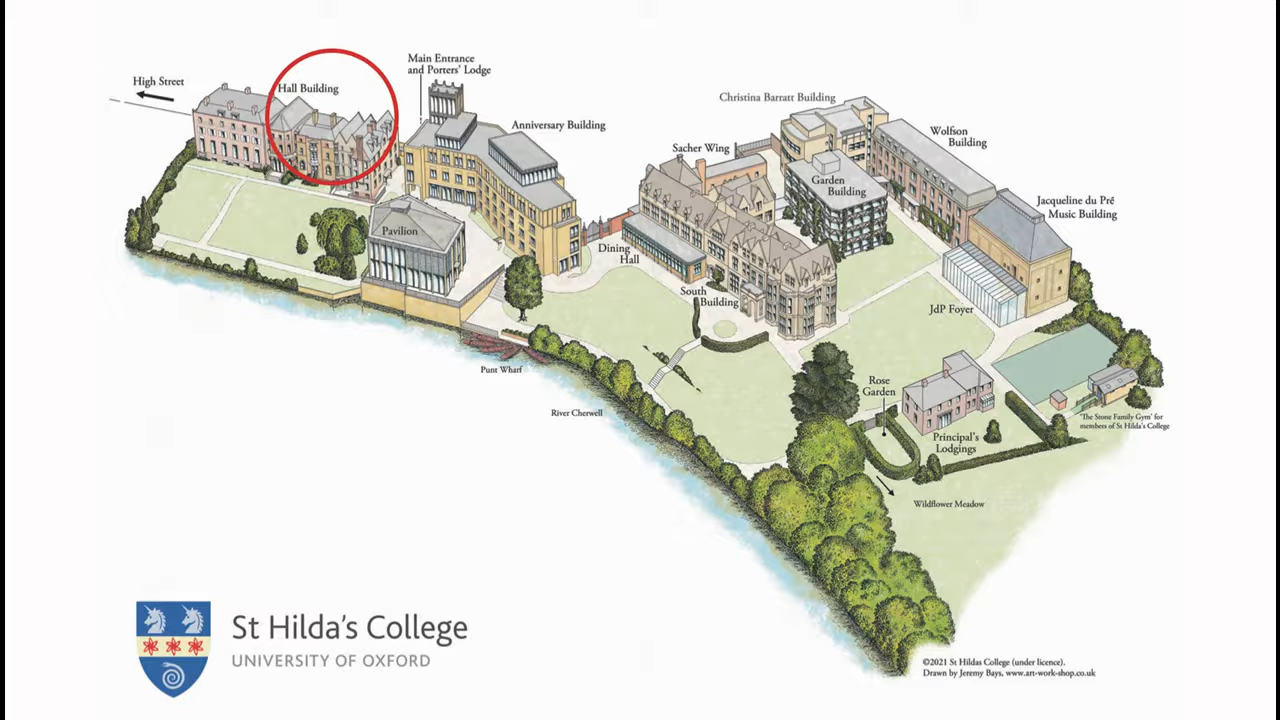 High Street
Hall Building
Main Entrance
and Porters' Lodge
Anniversary Building
Pavilion
Punt Wharf
River Cherwell
Christina Barratt Building
Sacher Wing
Wolfson
Building
Garden
Building
Jacqueline du Pré
Music Building
Dining
Hall
South
Building
JdP Foyer
Rose
Garden
Principal's
Lodgings
'The Stone Family Gym' for
members of St Hilda's College
Wildflower Meadow
St Hilda's College
UNIVERSITY OF OXFORD
©2021 St Hildas College (under licence).
Drawn by Jeremy Bays, www.art-work-shop.co.uk